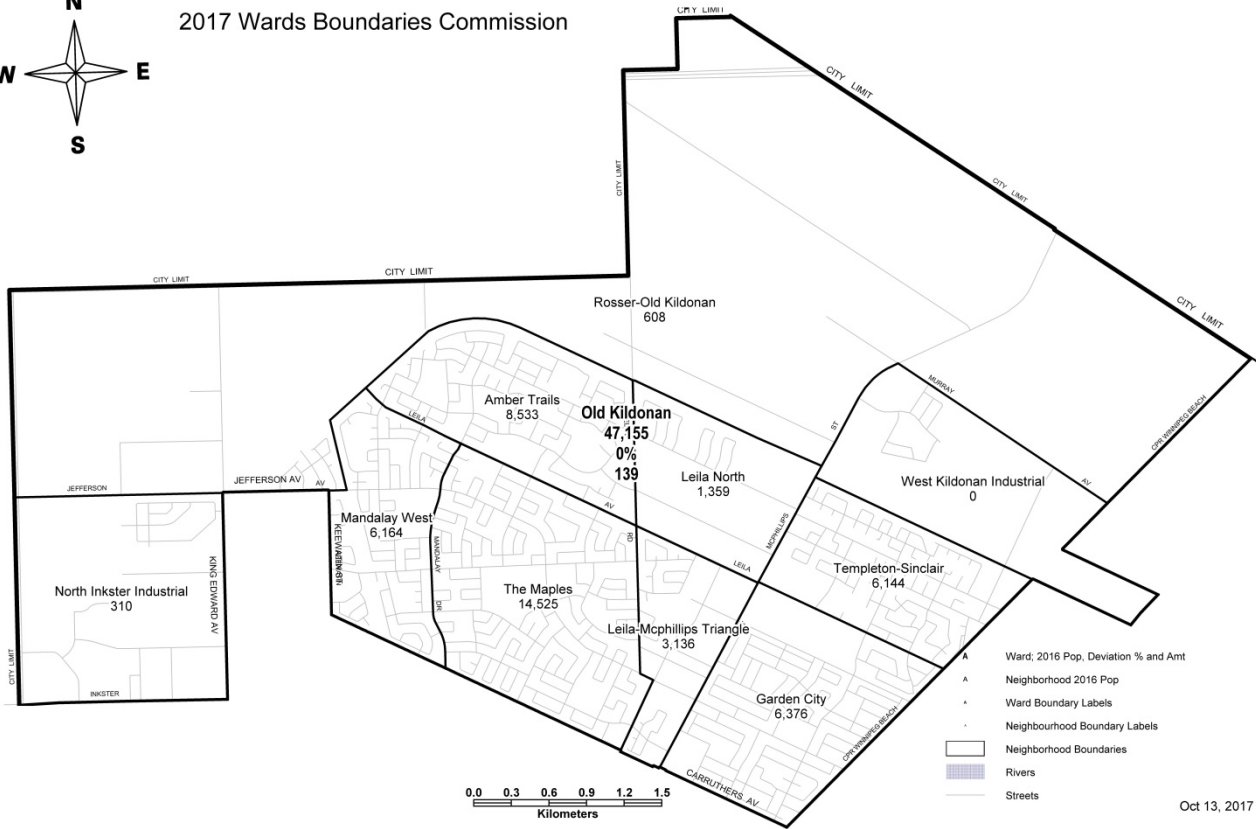 N
2017 Wards Boundaries Commission
W
E
S
CITY LIMIT
CITY LIMIT
CITY LIMIT
CITY LIMIT
CITY LIMIT
CITY LIMIT
CITY LIMIT
Rosser-Old Kildonan
608
MURRAY
AV
CPR WINNIPEG BEACH
Amber Trails
8,533
LEILA
AV
LEILA
Old Kildonan
47,155
0%
139
RD
Leila North
1,359
ST
MCPHILLIPS
West Kildonan Industrial
0
JEFFERSON
JEFFERSON AV
AV
Mandalay West
6,164
MANDALAY
DR
North Inkster Industrial
310
KING EDWARD AV
CITY LIMIT
INKSTER
The Maples
14,525
Templeton-Sinclair
6,144
Leila-Mcphillips Triangle
3,136
Garden City
6,376
CPR WINNIPEG BEACH
CARRUTHERS AV
A Ward; 2016 Pop, Deviation % and Amt
A Neighborhood 2016 Pop
A Ward Boundary Labels
Neighbourhood Boundary Labels
Neighborhood Boundaries
Rivers
Streets
0.0 0.3 0.6 0.9 1.2 1.5
Kilometers
Oct 13, 2017